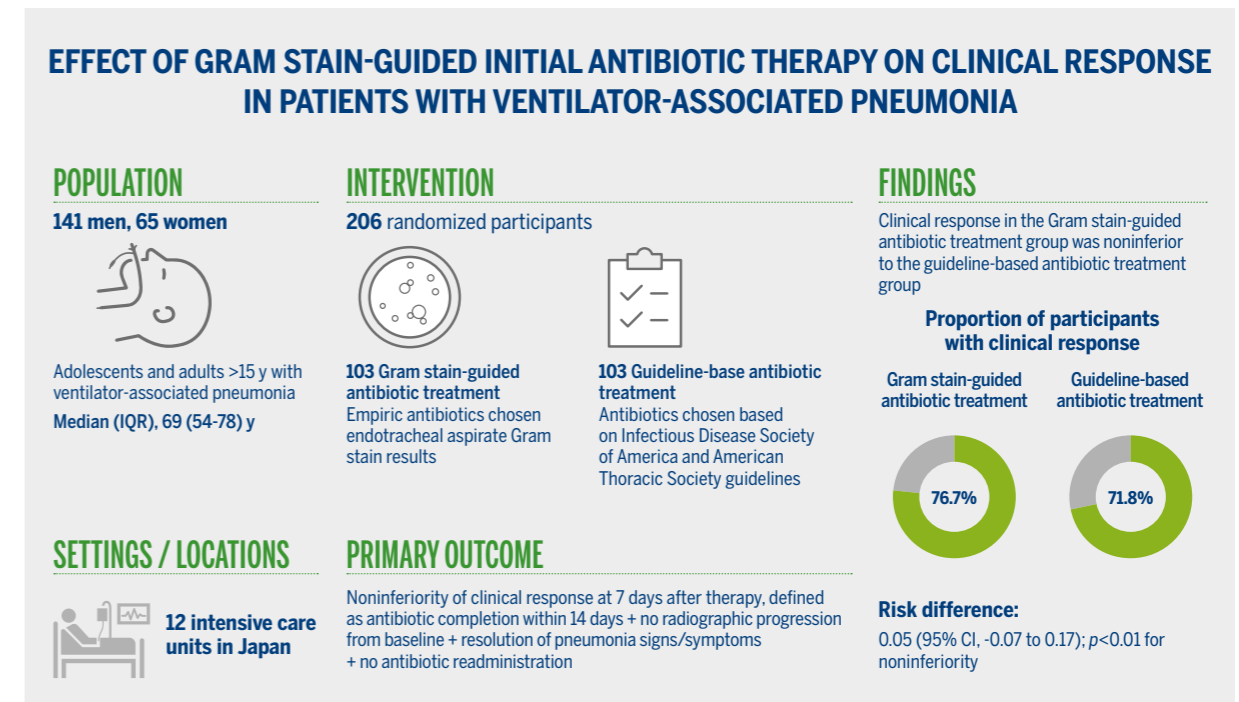 EFFECT OF GRAM STAIN-GUIDED INITIAL ANTIBIOTIC THERAPY ON CLINICAL RESPONSE
IN PATIENTS WITH VENTILATOR-ASSOCIATED PNEUMONIA
POPULATION
141 men, 65 women
Adolescents and adults >15 y with
ventilator-associated pneumonia
Median (IQR), 69 (54-78) y
INTERVENTION
206 randomized participants
103 Gram stain-guided
antibiotic treatment
Empiric antibiotics chosen
endotracheal aspirate Gram
stain results
103 Guideline-base antibiotic
treatment
Antibiotics chosen based
on Infectious Disease Society
of America and American
Thoracic Society guidelines
FINDINGS
Clinical response in the Gram stain-guided
antibiotic treatment group was noninferior
to the guideline-based antibiotic treatment
group
Proportion of participants
with clinical response
Gram stain-guided
antibiotic treatment
76.7%
Guideline-based
antibiotic treatment
71.8%
Risk difference:
0.05 (95% CI, -0.07 to 0.17); p<0.01 for
noninferiority
SETTINGS / LOCATIONS
12 intensive care
units in Japan
PRIMARY OUTCOME
Noninferiority of clinical response at 7 days after therapy, defined
as antibiotic completion within 14 days + no radiographic progression
from baseline + resolution of pneumonia signs/symptoms
+ no antibiotic readministration